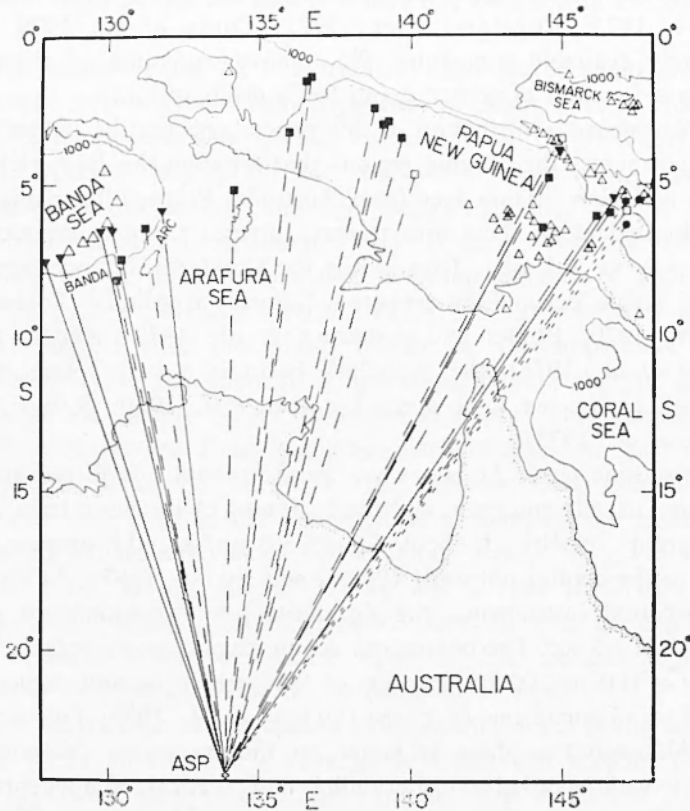 130° 135° E 140° 145°
0° 0°
1000
1000
BISMARCK
SEA
1000
PAPUA
NEW GUINEA
5° 5°
BANDA
SEA
BANDA
ARC
ARAFURA
SEA
10° 10°
1000
CORAL
SEA
15° 15°
20° 20°
AUSTRALIA
ASP
130° 135° E 140° 145°